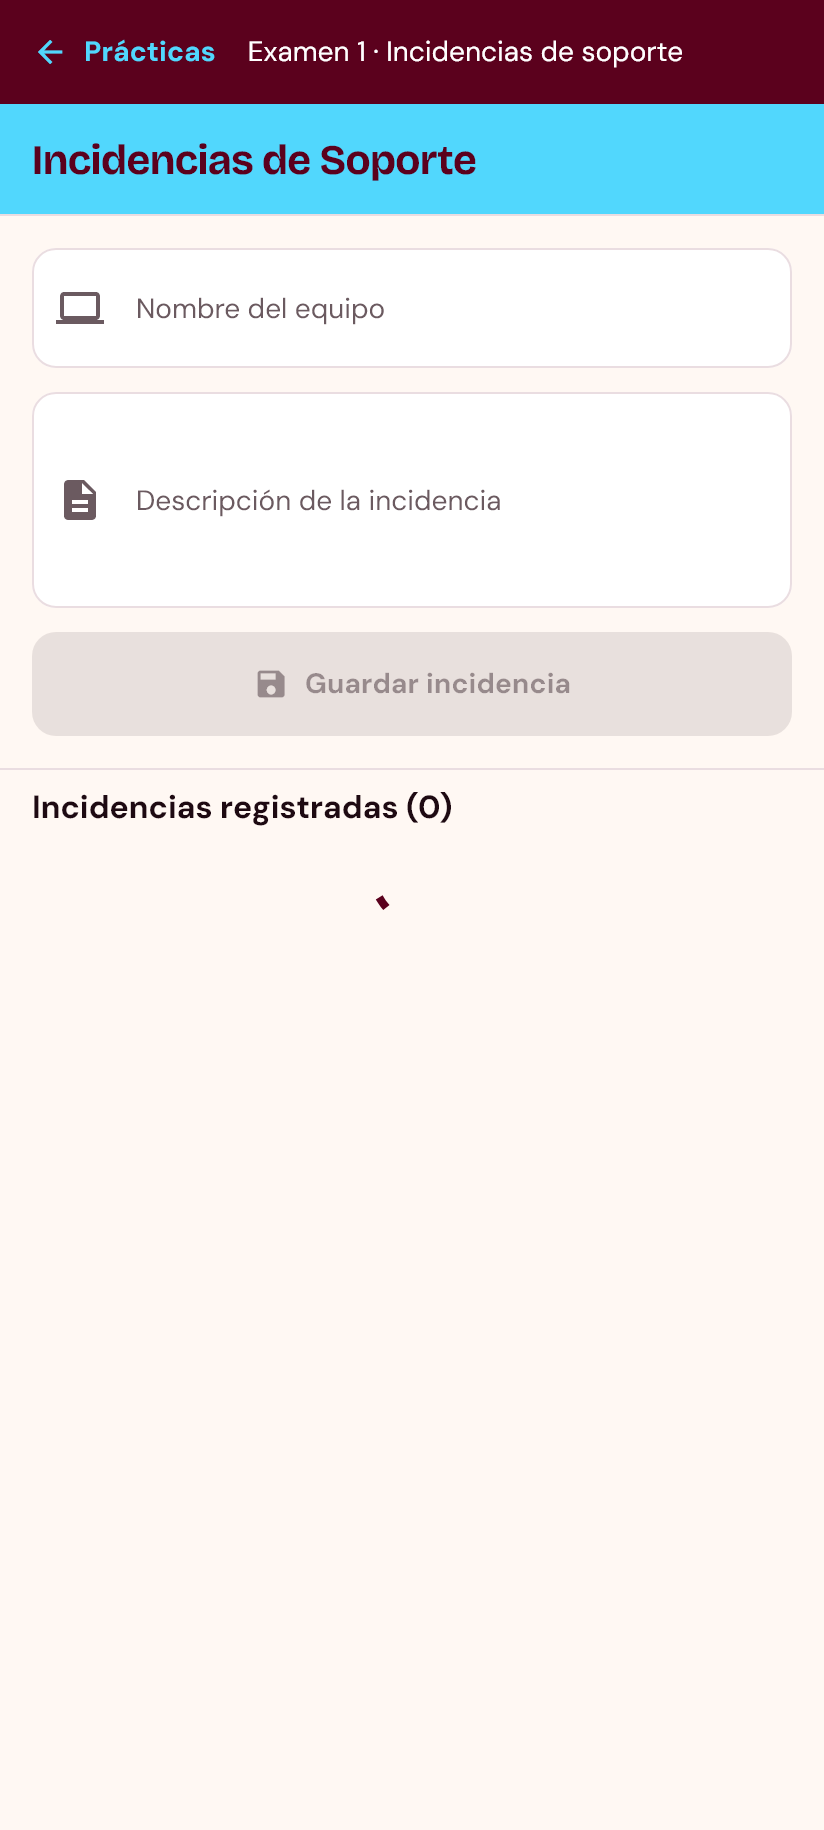 Prácticas Examen 1 · Incidencias de soporte
Incidencias de Soporte
Nombre del equipo
Descripción de la incidencia
Guardar incidencia
Incidencias registradas (0)